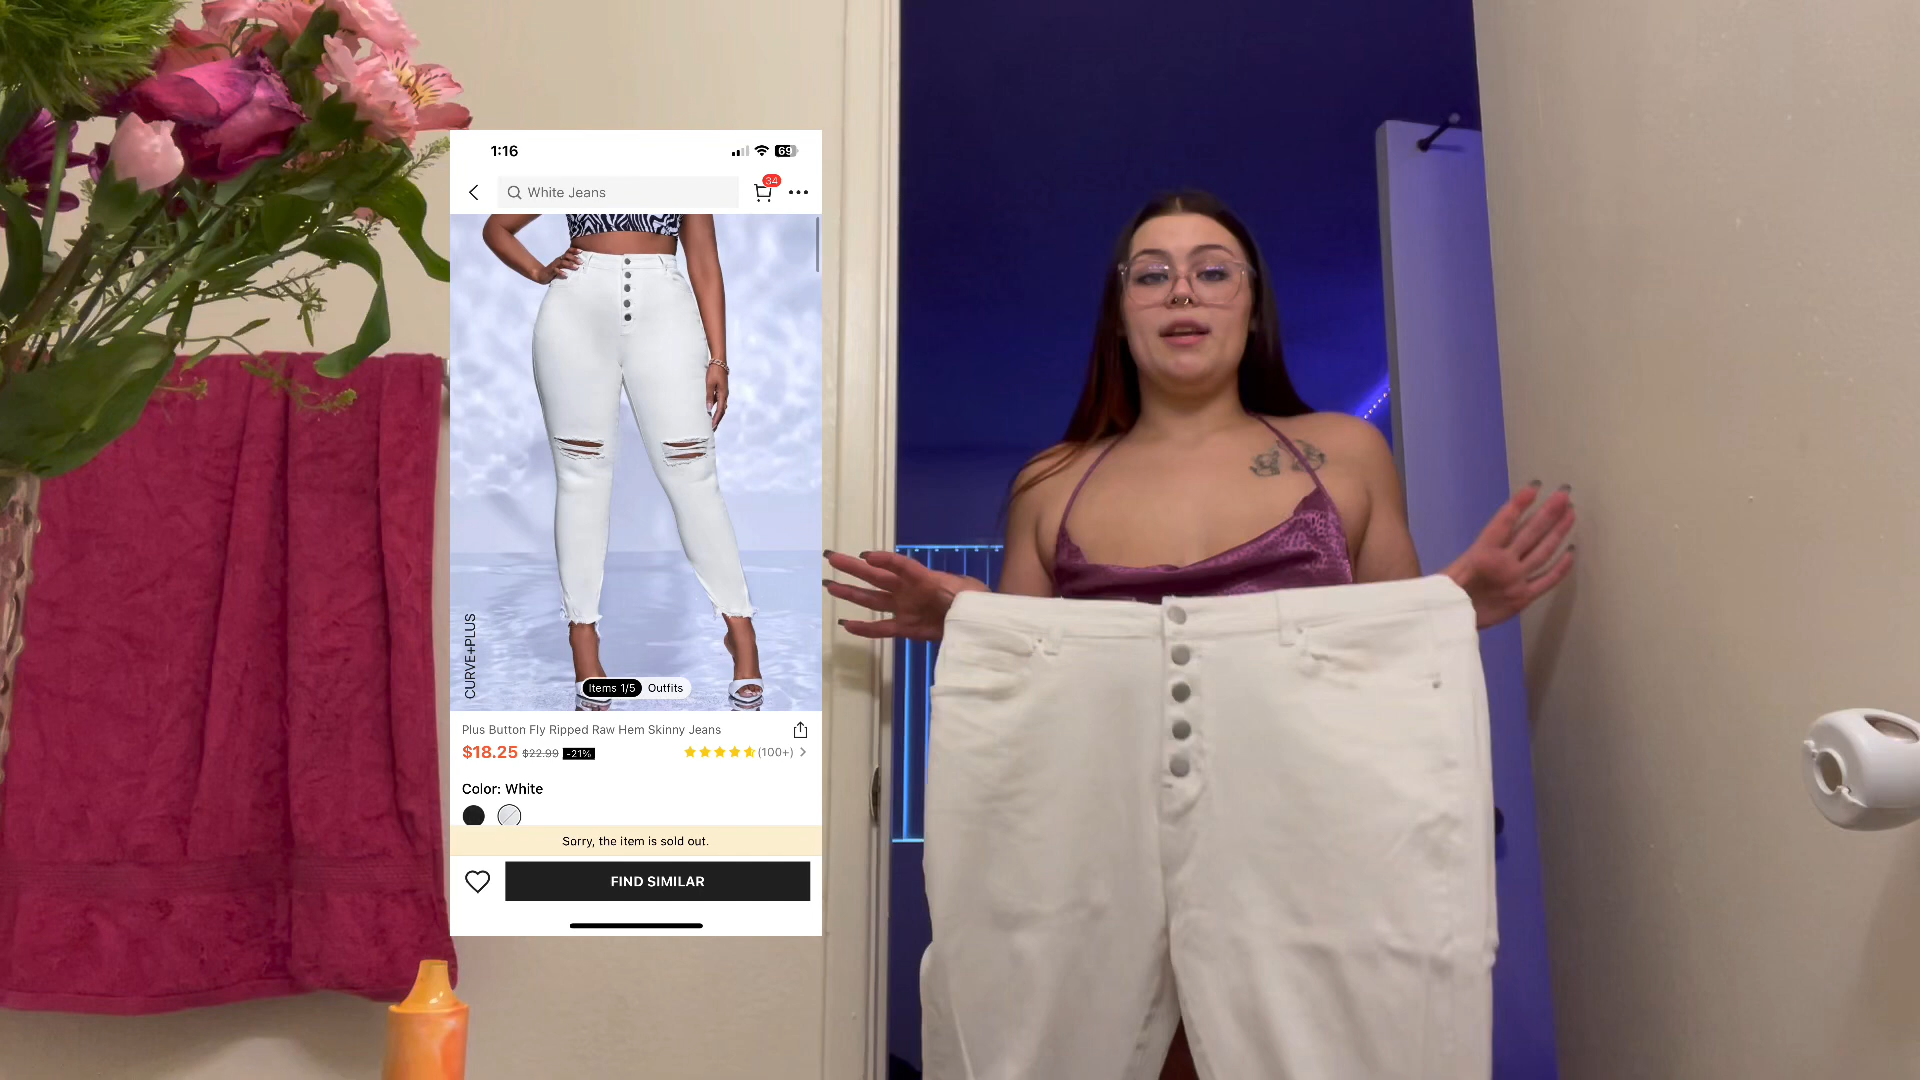 1:16
69
White Jeans
34
CURVE+PLUS
Items 1/5 Outfits
Plus Button Fly Ripped Raw Hem Skinny Jeans
$18.25 $22.99 -21% (100+)
Color: White
Sorry, the item is sold out.
FIND SIMILAR